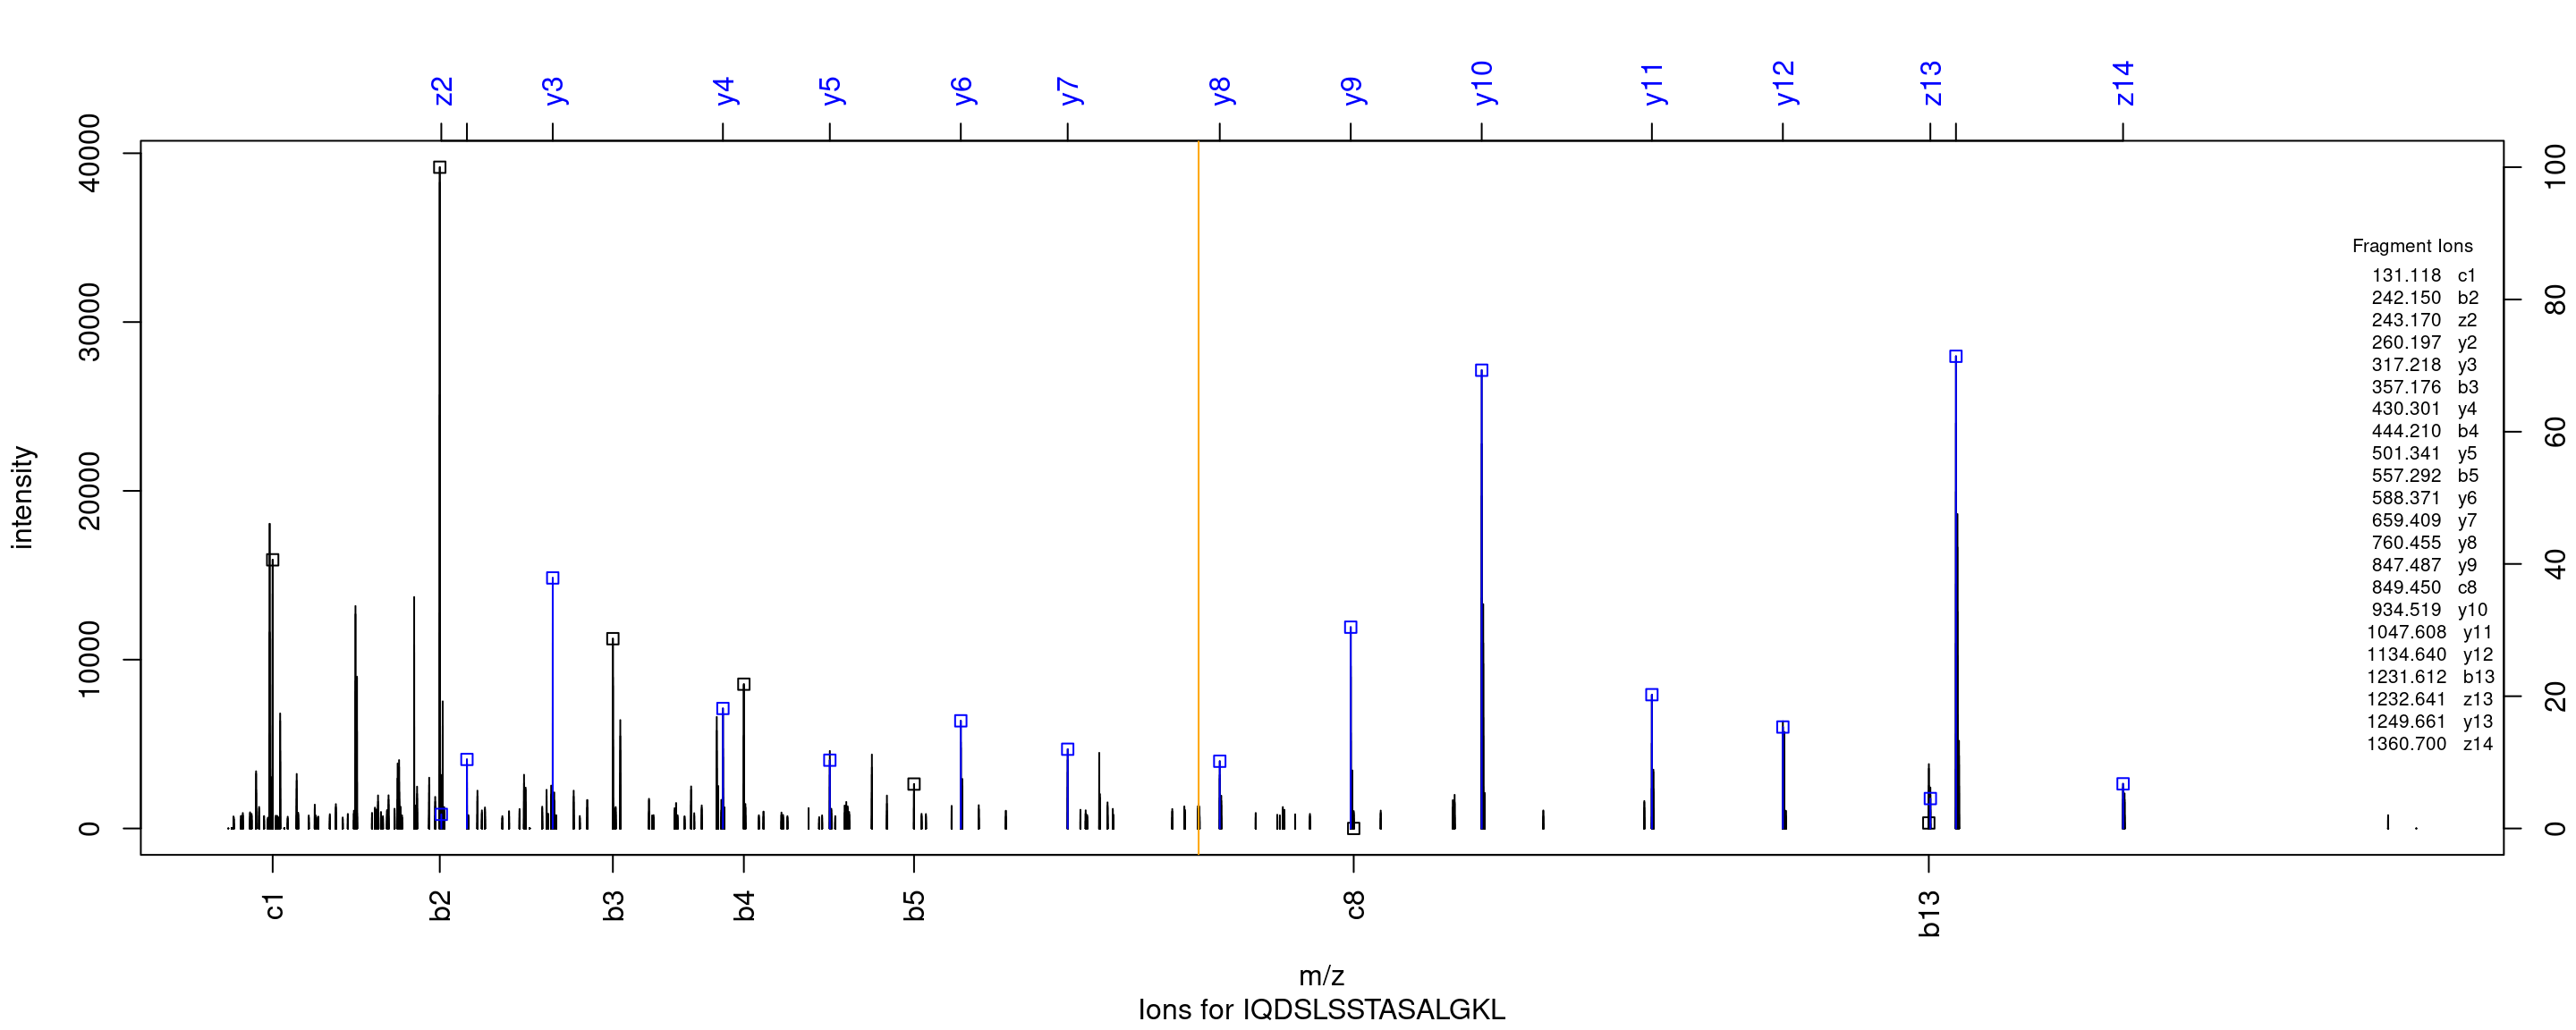 z2 y3 y4 y5 y6 y7 y8 y9 y10 y11 y12 z13 z14
40000
30000
20000
10000
0
intensity
100
80
60
40
20
0
Fragment Ions
131.118 c1
242.150 b2
243.170 z2
260.197 y2
317.218 y3
357.176 b3
430.301 y4
444.210 b4
501.341 y5
557.292 b5
588.371 y6
659.409 y7
760.455 y8
847.487 y9
849.450 c8
934.519 y10
1047.608 y11
1134.640 y12
1231.612 b13
1232.641 z13
1249.661 y13
1360.700 z14
c1 b2 b3 b4 b5 c8 b13
m/z
Ions for IQDSLSSTASALGKL